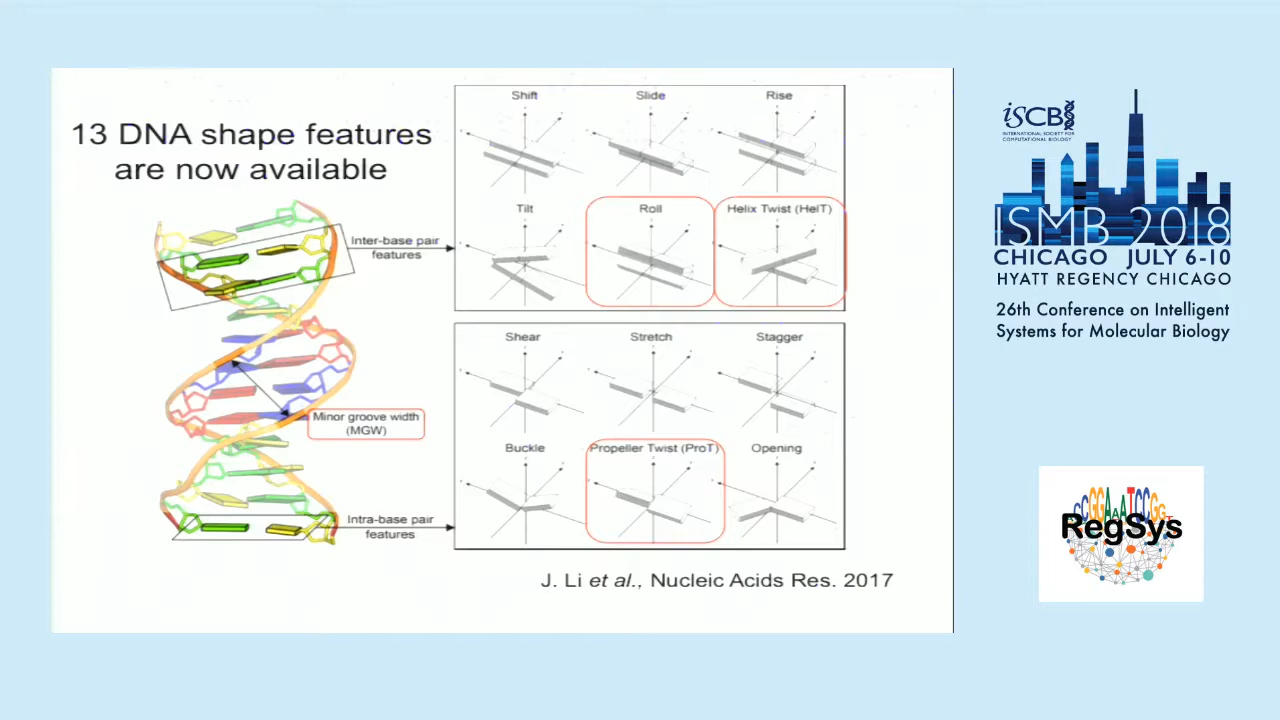 13 DNA shape features
are now available
Inter-base pair
features
Minor groove width
(MGW)
Intra-base pair
features
Shift
Slide
Rise
Tilt
Roll
Helix Twist (HelT)
Shear
Stretch
Stagger
Buckle
Propeller Twist (ProT)
Opening
J. Li et al., Nucleic Acids Res. 2017
iSCB
INTERNATIONAL SOCIETY FOR
COMPUTATIONAL BIOLOGY
ISMB 2018
CHICAGO JULY 6-10
HYATT REGENCY CHICAGO
26th Conference on Intelligent
Systems for Molecular Biology
CCGGAAATCCGGT
RegSys